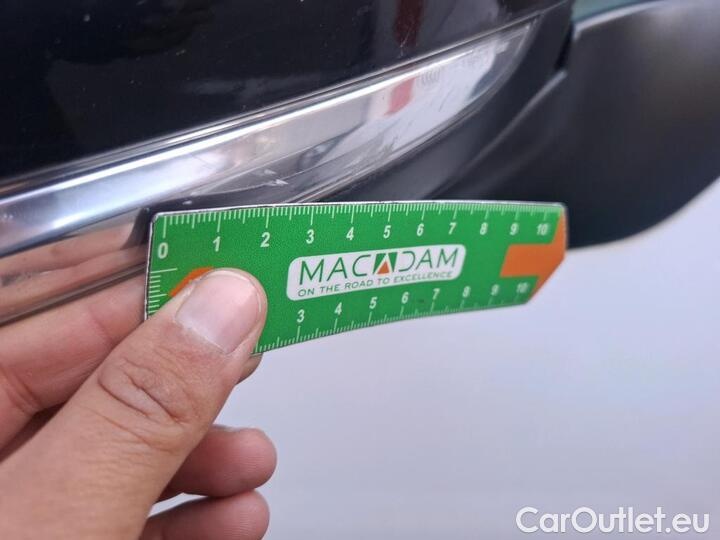 0 1 2 3 4 5 6 7 8 9 10
MACADAM
ON THE ROAD TO EXCELLENCE
3 4 5 6 7 8 9 10
CarOutlet.eu